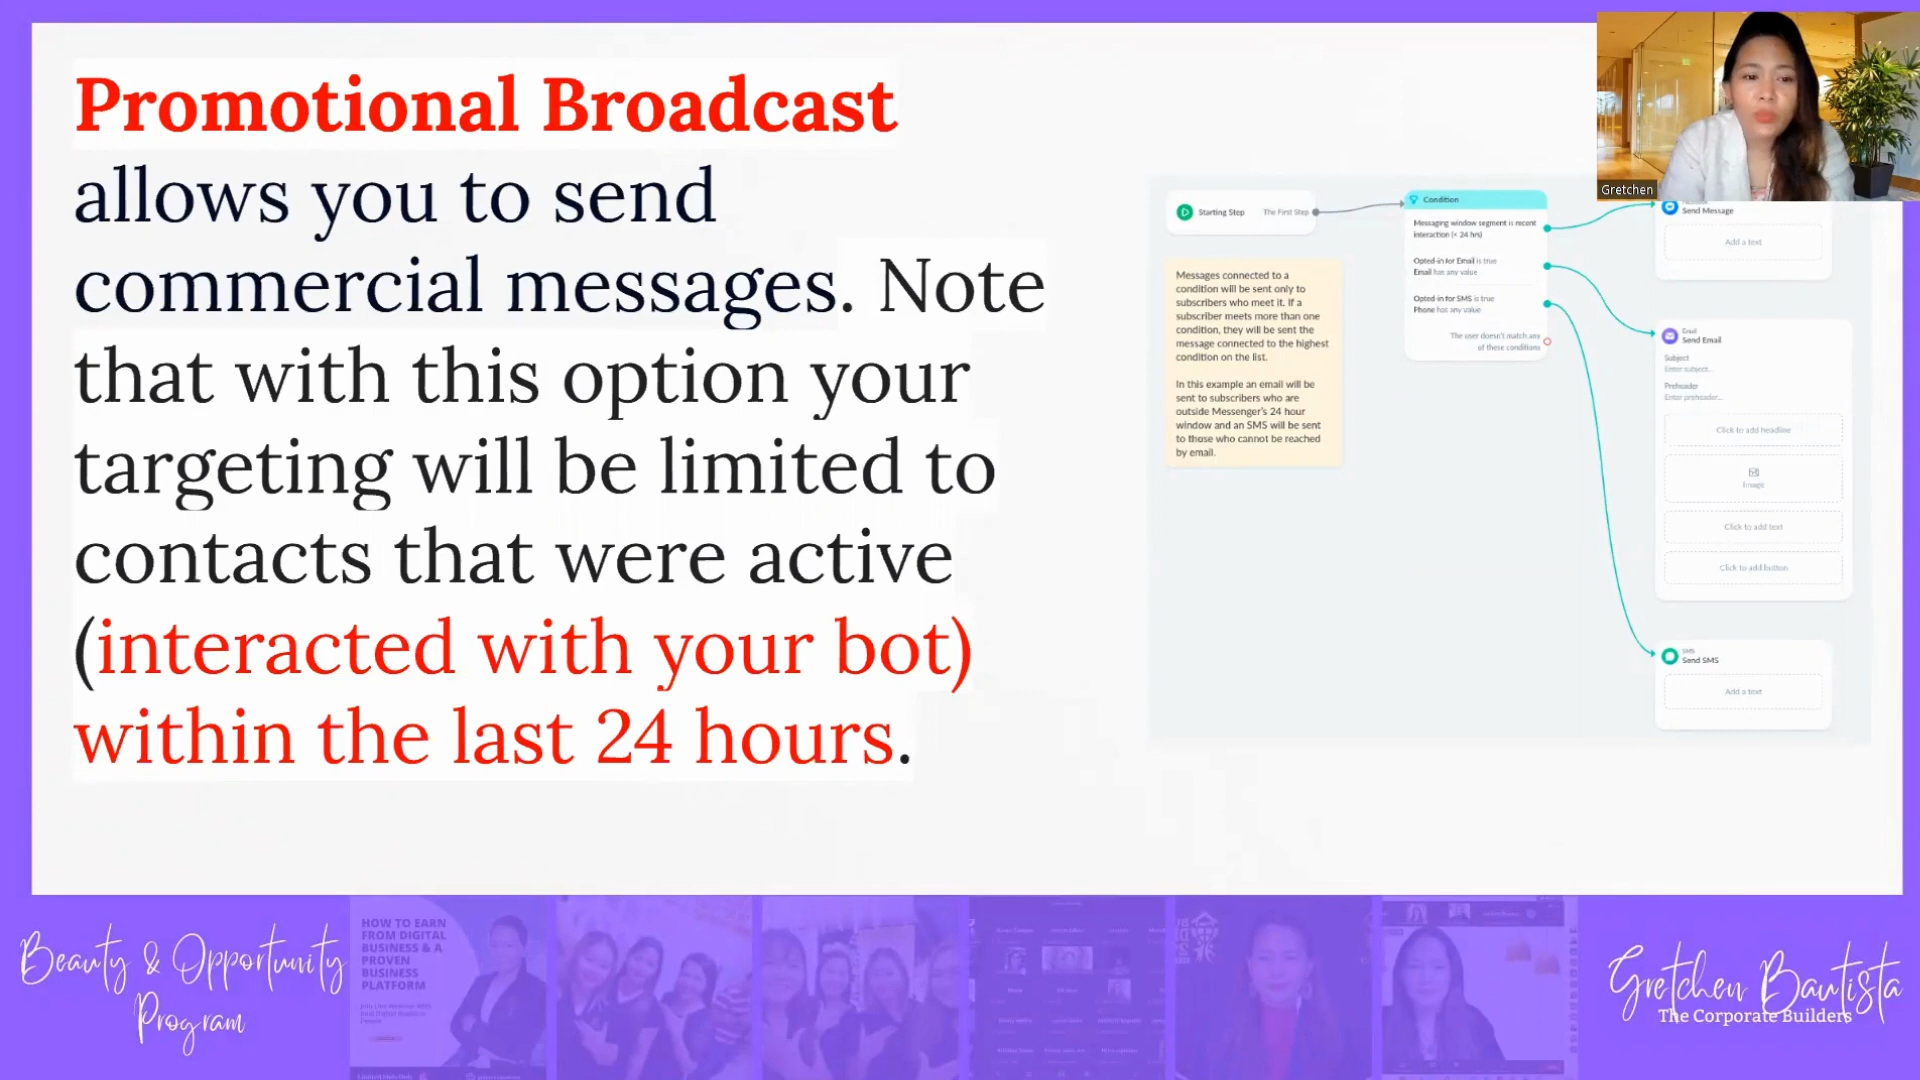 Promotional Broadcast
allows you to send
commercial messages. Note
that with this option your
targeting will be limited to
contacts that were active
(interacted with your bot)
within the last 24 hours.
Starting Step
The First Step
Messages connected to a
condition will be sent only to
subscribers who meet it. If a
subscriber meets more than one
condition, they will be sent the
message connected to the highest
condition on the list.
In this example an email will be
sent to subscribers who are
outside Messenger's 24 hour
window and an SMS will be sent
to those who cannot be reached
by email.
Condition
Messaging window segment is recent
interaction (< 24 hrs)
Opted-in for Email is true
Email has any value
Opted-in for SMS is true
Phone has any value
The user doesn't match any
of these conditions
Gretchen
Send Message
Add a text
Email
Send Email
Subject
Enter subject...
Preheader
Enter preheader...
Click to add headline
Image
Click to add text
Click to add button
SMS
Send SMS
Add a text
Beauty & Opportunity
Program
HOW TO EARN
FROM DIGITAL
BUSINESS & A
PROVEN
BUSINESS
PLATFORM
Gretchen Bautista
The Corporate Builders